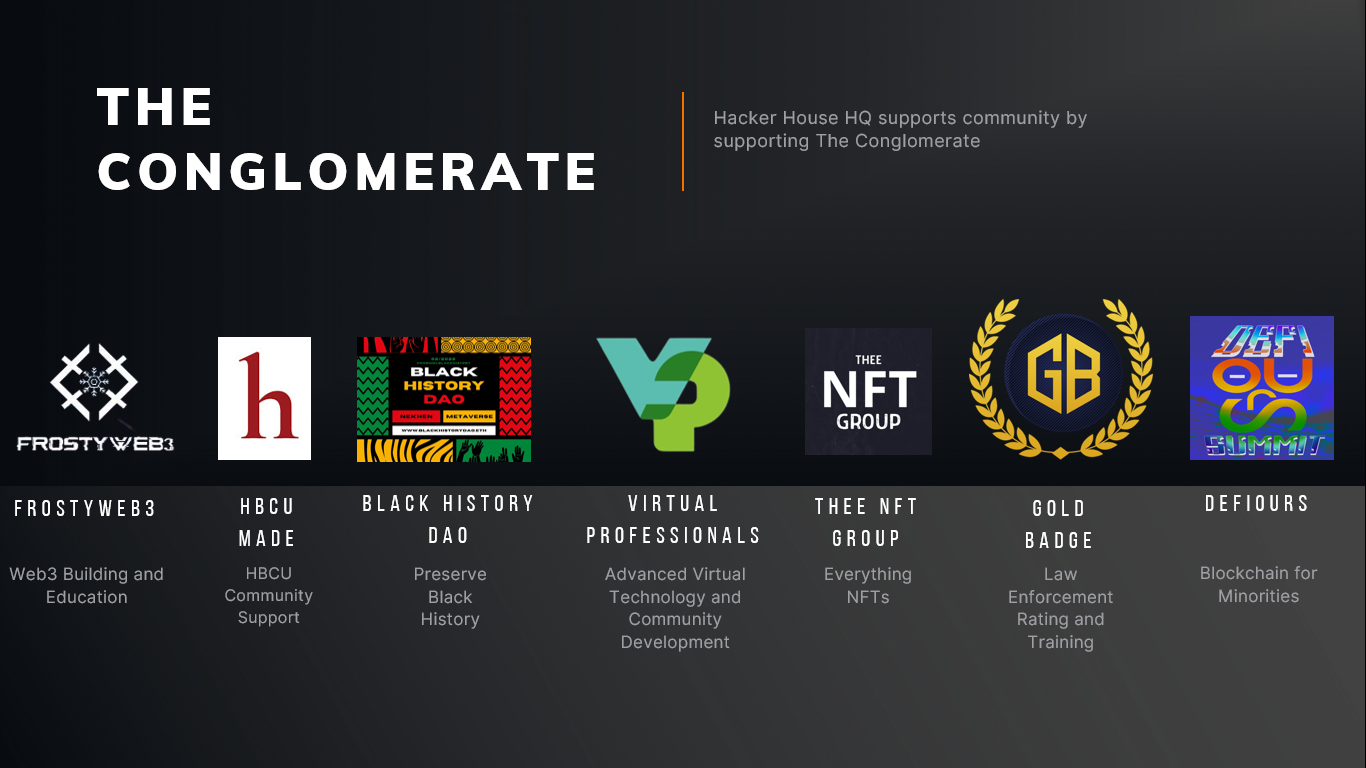 THE
CONGLOMERATE
Hacker House HQ supports community by
supporting The Conglomerate
FROSTYWEB3
h
BLACK
HISTORY
DAO
NEKHEN METAVERSE
WWW.BLACKHISTORYDAO.ETH
VP
THEE
NFT
GROUP
GB
DEFI
OURS
SUMMIT
FROSTYWEB3
Web3 Building and
Education
HBCU
MADE
HBCU
Community
Support
BLACK HISTORY
DAO
Preserve
Black
History
VIRTUAL
PROFESSIONALS
Advanced Virtual
Technology and
Community
Development
THEE NFT
GROUP
Everything
NFTs
GOLD
BADGE
Law
Enforcement
Rating and
Training
DEFIOURS
Blockchain for
Minorities